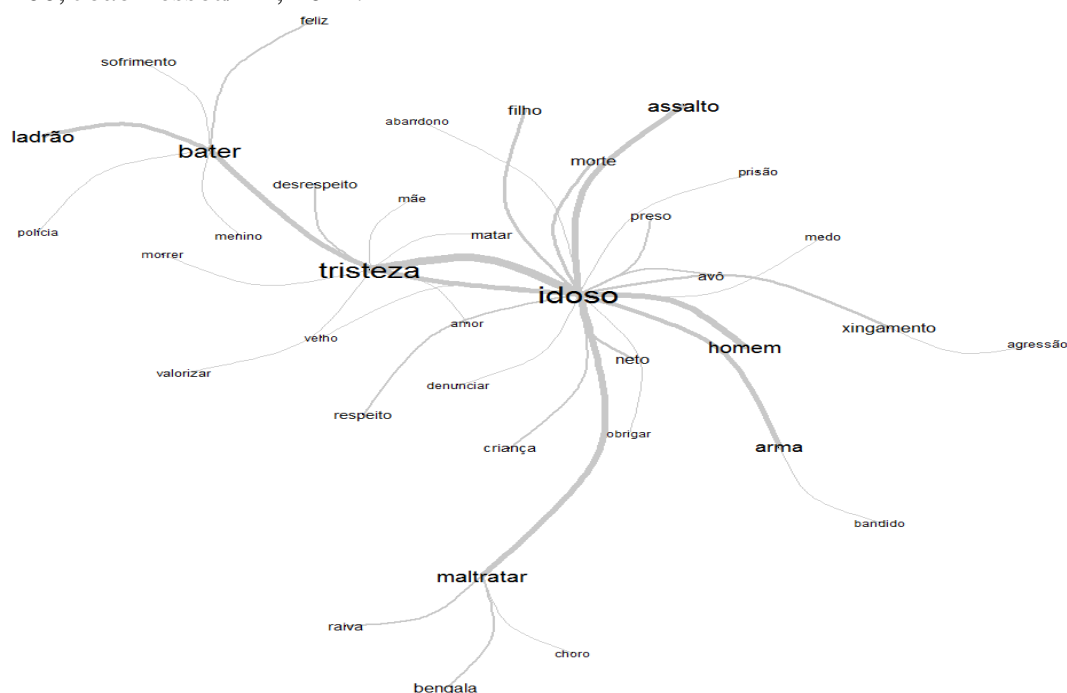 feliz
sofrimento
assalto
filho
abandono
ladrão
bater
morte
prisão
desrespeito
mãe
preso
polícia
menino
matar
medo
morrer
tristeza
avô
idoso
xingamento
amor
velho
homem
agressão
neto
valorizar
denunciar
respeito
obrigar
criança
arma
bandido
maltratar
raiva
choro
bengala